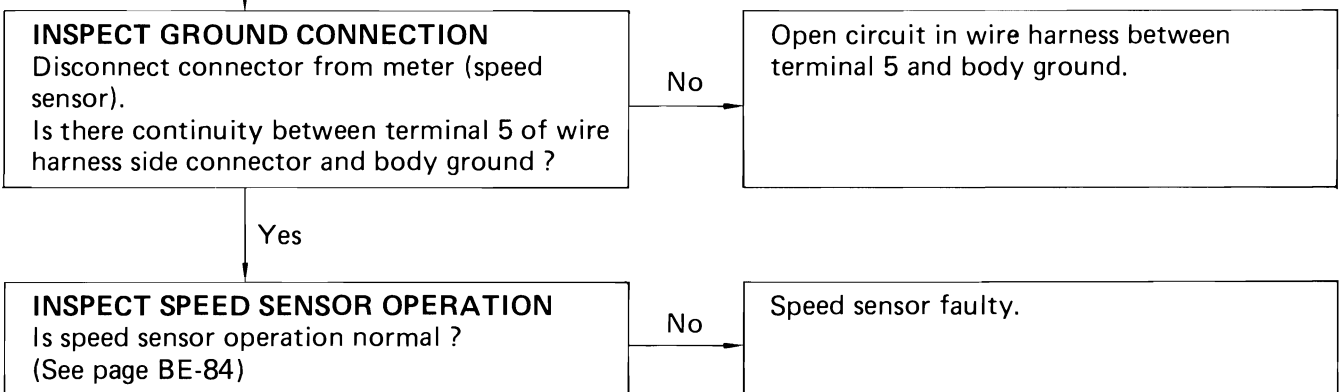 INSPECT GROUND CONNECTION
Disconnect connector from meter (speed
sensor).
Is there continuity between terminal 5 of wire
harness side connector and body ground ?
No
Open circuit in wire harness between
terminal 5 and body ground.
Yes
INSPECT SPEED SENSOR OPERATION
Is speed sensor operation normal ?
(See page BE-84)
No
Speed sensor faulty.